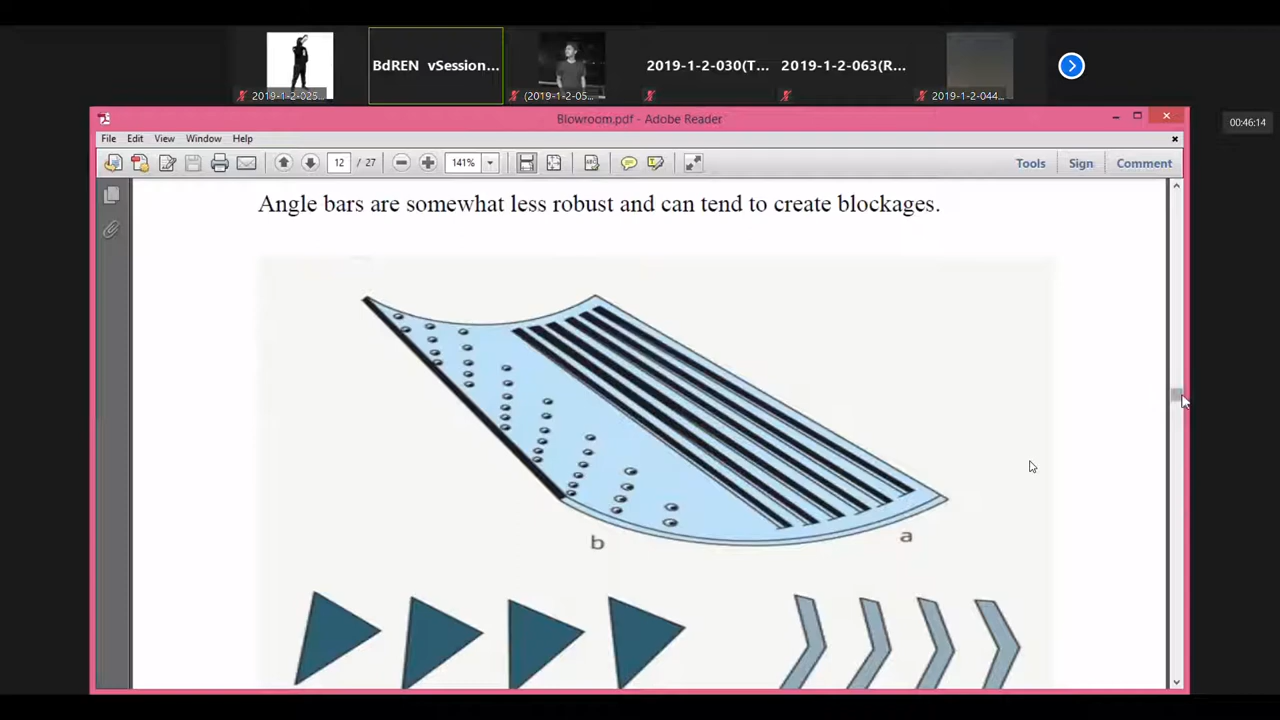 BdREN vSession...
2019-1-2-030(T...
2019-1-2-063(R...
2019-1-2-025...
(2019-1-2-05...
2019-1-2-044...
Blowroom.pdf - Adobe Reader
00:46:14
File Edit View Window Help
12 / 27
141%
Tools Sign Comment
Angle bars are somewhat less robust and can tend to create blockages.
b
a